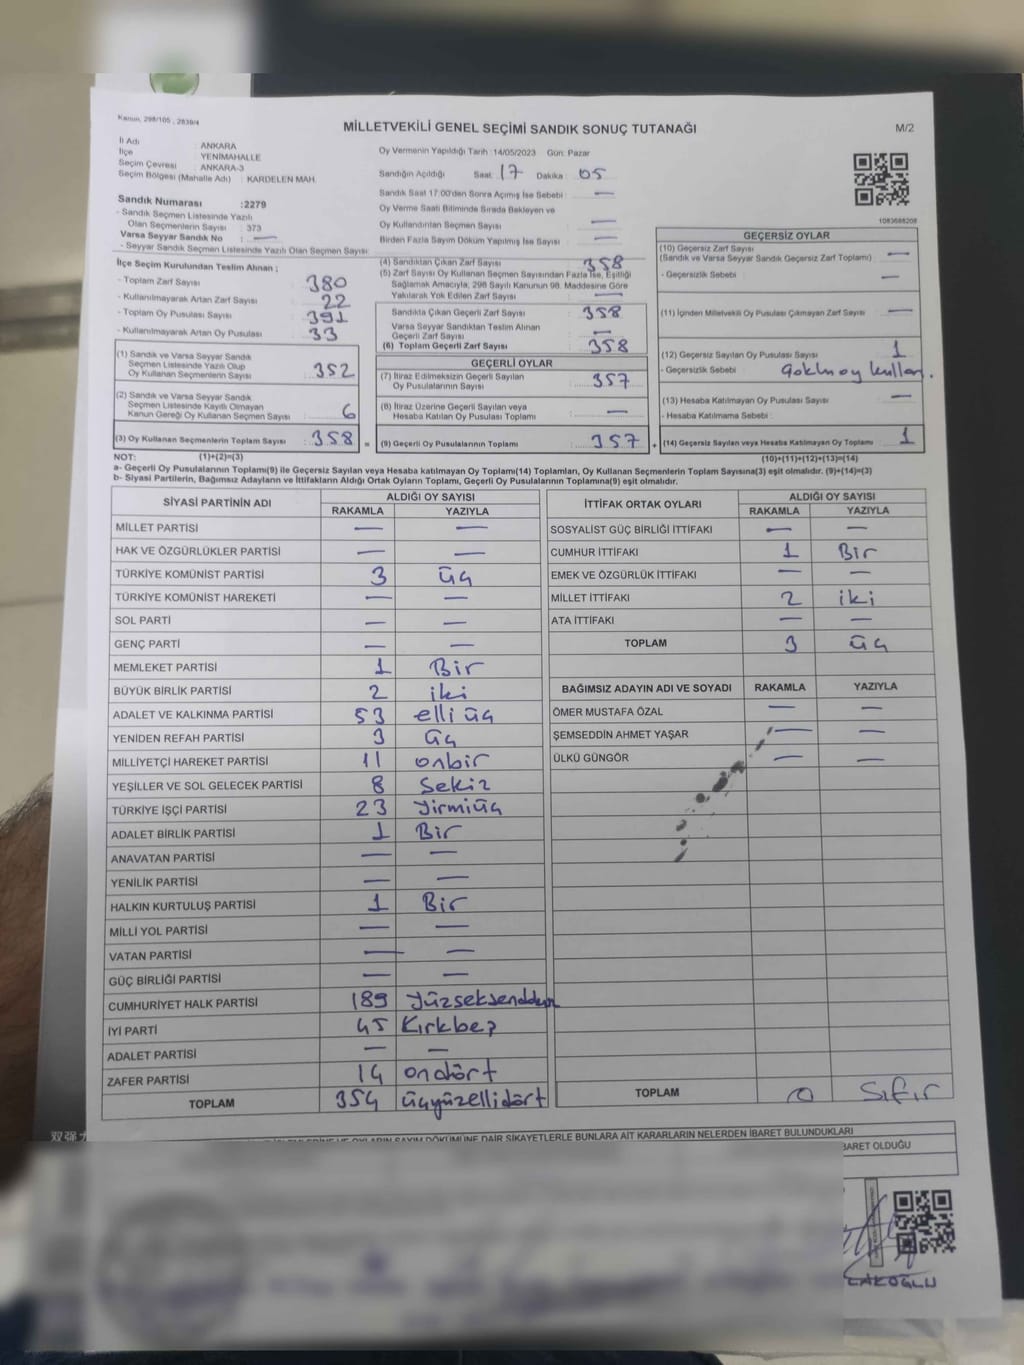 Kanun, 298/105 , 2839/4
MİLLETVEKİLİ GENEL SEÇİMİ SANDIK SONUÇ TUTANAĞI
M/2
İl Adı : ANKARA
İlçe : YENİMAHALLE
Seçim Çevresi : ANKARA-3
Seçim Bölgesi (Mahalle Adı) : KARDELEN MAH.
Sandık Numarası :2279
- Sandık Seçmen Listesinde Yazılı
Olan Seçmenlerin Sayısı : 373
Varsa Seyyar Sandık No : —
- Seyyar Sandık Seçmen Listesinde Yazılı Olan Seçmen Sayısı:
Oy Vermenin Yapıldığı Tarih :14/05/2023 Gün: Pazar
Sandığın Açıldığı Saat: 17 Dakika: 05
Sandık Saat 17:00'den Sonra Açılmış İse Sebebi : —
Oy Verme Saati Bitiminde Sırada Bekleyen ve
Oy Kullandırılan Seçmen Sayısı : —
Birden Fazla Sayım Döküm Yapılmış İse Sayısı : —
1083688208
İlçe Seçim Kurulundan Teslim Alınan ;
- Toplam Zarf Sayısı : 380
- Kullanılmayarak Artan Zarf Sayısı : 22
- Toplam Oy Pusulası Sayısı : 391
- Kullanılmayarak Artan Oy Pusulası : 33
(1) Sandık ve Varsa Seyyar Sandık
Seçmen Listesinde Yazılı Olup
Oy Kullanan Seçmenlerin Sayısı : 352
(2) Sandık ve Varsa Seyyar Sandık
Seçmen Listesinde Kayıtlı Olmayan
Kanun Gereği Oy Kullanan Seçmen Sayısı : 6
(3) Oy Kullanan Seçmenlerin Toplam Sayısı : 358 =
(4) Sandıktan Çıkan Zarf Sayısı : 358
(5) Zarf Sayısı Oy Kullanan Seçmen Sayısından Fazla İse, Eşitliği
Sağlamak Amacıyla, 298 Sayılı Kanunun 98. Maddesine Göre
Yakılarak Yok Edilen Zarf Sayısı : —
Sandıkta Çıkan Geçerli Zarf Sayısı : 358
Varsa Seyyar Sandıktan Teslim Alınan
Geçerli Zarf Sayısı : —
(6) Toplam Geçerli Zarf Sayısı : 358
GEÇERLİ OYLAR
(7) İtiraz Edilmeksizin Geçerli Sayılan
Oy Pusulalarının Sayısı : 357
(8) İtiraz Üzerine Geçerli Sayılan veya
Hesaba Katılan Oy Pusulası Toplamı : —
(9) Geçerli Oy Pusulalarının Toplamı : 357 +
GEÇERSİZ OYLAR
(10) Geçersiz Zarf Sayısı
(Sandık ve Varsa Seyyar Sandık Geçersiz Zarf Toplamı) : —
- Geçersizlik Sebebi : —
(11) İçinden Milletvekili Oy Pusulası Çıkmayan Zarf Sayısı : —
(12) Geçersiz Sayılan Oy Pusulası Sayısı : 1
- Geçersizlik Sebebi :
(13) Hesaba Katılmayan Oy Pusulası Sayısı : —
- Hesaba Katılmama Sebebi :
(14) Geçersiz Sayılan veya Hesaba Katılmayan Oy Toplamı : 1
NOT: (1)+(2)=(3) (10)+(11)+(12)+(13)=(14)
a- Geçerli Oy Pusulalarının Toplamı(9) ile Geçersiz Sayılan veya Hesaba katılmayan Oy Toplamı(14) Toplamları, Oy Kullanan Seçmenlerin Toplam Sayısına(3) eşit olmalıdır. (9)+(14)=(3)
b- Siyasi Partilerin, Bağımsız Adayların ve İttifakların Aldığı Ortak Oyların Toplamı, Geçerli Oy Pusulalarının Toplamına(9) eşit olmalıdır.
SİYASİ PARTİNİN ADI ALDIĞI OY SAYISI
RAKAMLA YAZIYLA
MİLLET PARTİSİ — —
HAK VE ÖZGÜRLÜKLER PARTİSİ — —
TÜRKİYE KOMÜNİST PARTİSİ 3 üç
TÜRKİYE KOMÜNİST HAREKETİ — —
SOL PARTİ — —
GENÇ PARTİ — —
MEMLEKET PARTİSİ 1 Bir
BÜYÜK BİRLİK PARTİSİ 2 iki
ADALET VE KALKINMA PARTİSİ 53 elli üç
YENİDEN REFAH PARTİSİ 3 üç
MİLLİYETÇİ HAREKET PARTİSİ 11 onbir
YEŞİLLER VE SOL GELECEK PARTİSİ 8 Sekiz
TÜRKİYE İŞÇİ PARTİSİ 23 Yirmiüç
ADALET BİRLİK PARTİSİ 1 Bir
ANAVATAN PARTİSİ — —
YENİLİK PARTİSİ — —
HALKIN KURTULUŞ PARTİSİ 1 Bir
MİLLİ YOL PARTİSİ — —
VATAN PARTİSİ — —
GÜÇ BİRLİĞİ PARTİSİ — —
CUMHURİYET HALK PARTİSİ 189
İYİ PARTİ 45 Kırkbeş
ADALET PARTİSİ — —
ZAFER PARTİSİ 14 ondört
TOPLAM 354 üçyüzellidört
İTTİFAK ORTAK OYLARI ALDIĞI OY SAYISI
RAKAMLA YAZIYLA
SOSYALİST GÜÇ BİRLİĞİ İTTİFAKI — —
CUMHUR İTTİFAKI 1 Bir
EMEK VE ÖZGÜRLÜK İTTİFAKI — —
MİLLET İTTİFAKI 2 iki
ATA İTTİFAKI — —
TOPLAM 3 üç
BAĞIMSIZ ADAYIN ADI VE SOYADI RAKAMLA YAZIYLA
ÖMER MUSTAFA ÖZAL — —
ŞEMSEDDİN AHMET YAŞAR — —
ÜLKÜ GÜNGÖR — —
TOPLAM 0 Sıfır
SAYIM DÖKÜMÜNE DAİR ŞİKAYETLERLE BUNLARA AİT KARARLARIN NELERDEN İBARET BULUNDUKLARI
BARET OLDUĞU